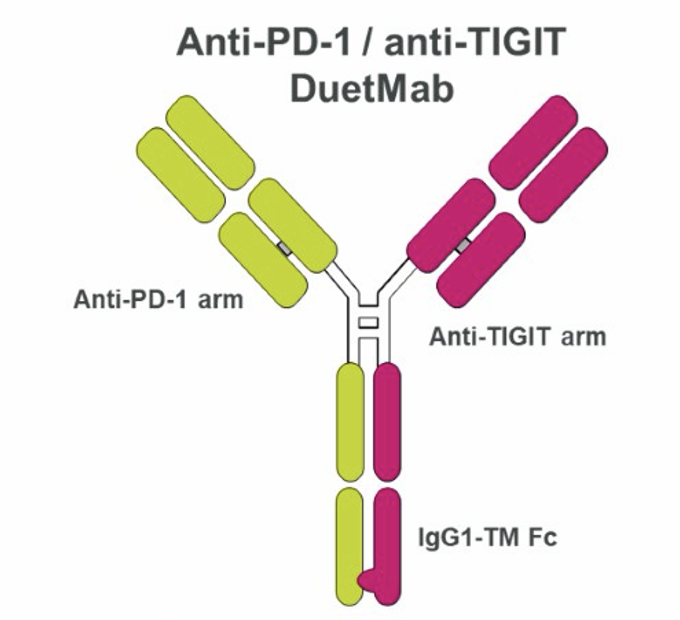 Anti-PD-1 / anti-TIGIT
DuetMab
Anti-PD-1 arm
Anti-TIGIT arm
IgG1-TM Fc